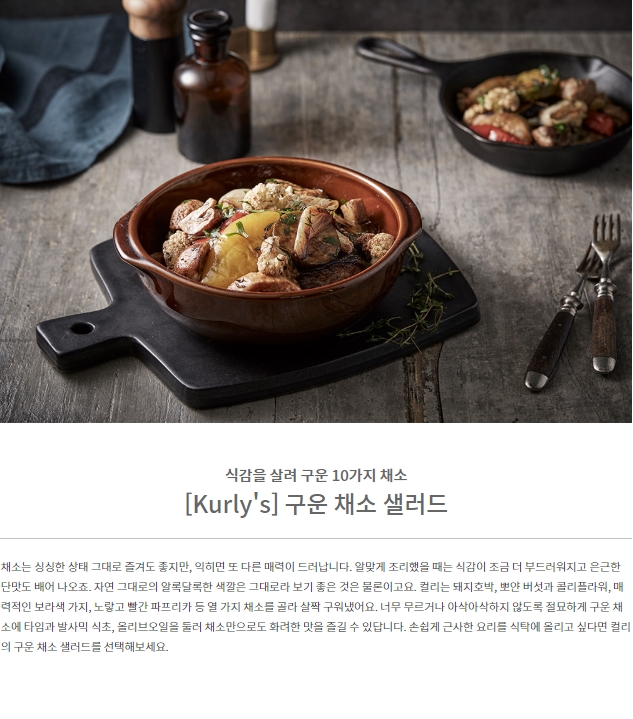 식감을 살려 구운 10가지 채소
[Kurly's] 구운 채소 샐러드
채소는 싱싱한 상태 그대로 즐겨도 좋지만, 익히면 또 다른 매력이 드러납니다. 알맞게 조리했을 때는 식감이 조금 더 부드러워지고 은근한
단맛도 배어 나오죠. 자연 그대로의 알록달록한 색깔은 그대로라 보기 좋은 것은 물론이고요. 컬리는 돼지호박, 뽀얀 버섯과 콜리플라워, 매
력적인 보라색 가지, 노랗고 빨간 파프리카 등 열 가지 채소를 골라 살짝 구워냈어요. 너무 무르거나 아삭아삭하지 않도록 절묘하게 구운 채
소에 타임과 발사믹 식초, 올리브오일을 둘러 채소만으로도 화려한 맛을 즐길 수 있답니다. 손쉽게 근사한 요리를 식탁에 올리고 싶다면 컬리
의 구운 채소 샐러드를 선택해보세요.